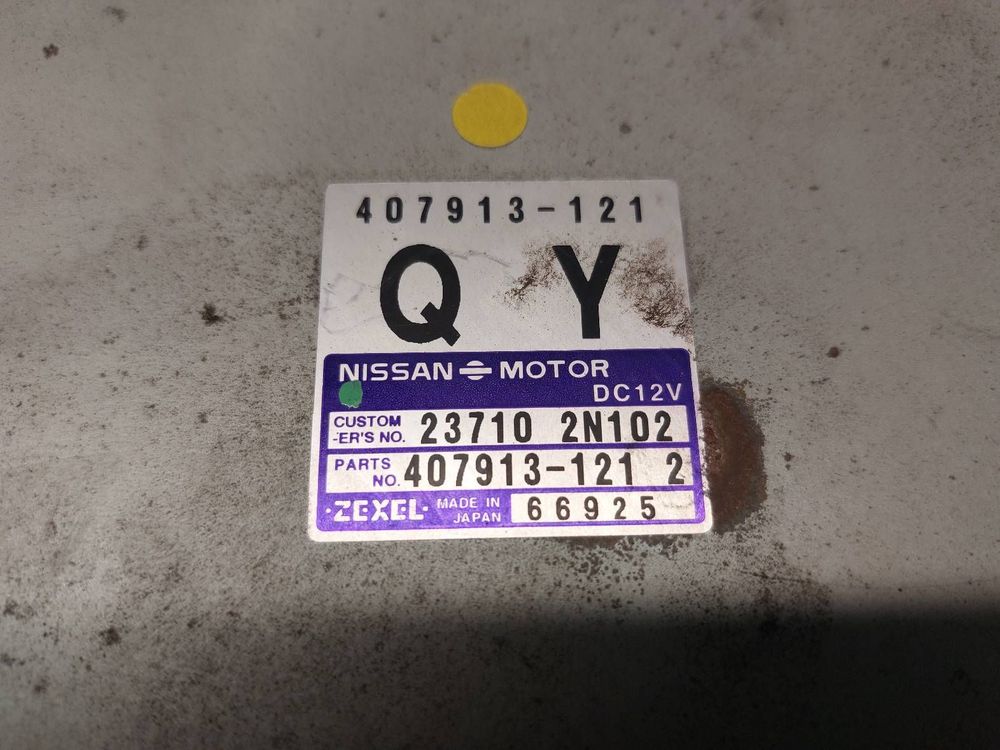 407913-121
Q Y
NISSAN MOTOR
DC12V
CUSTOM
-ER'S NO. 23710 2N102
PARTS
NO. 407913-121 2
·ZEXEL· MADE IN
JAPAN 66925